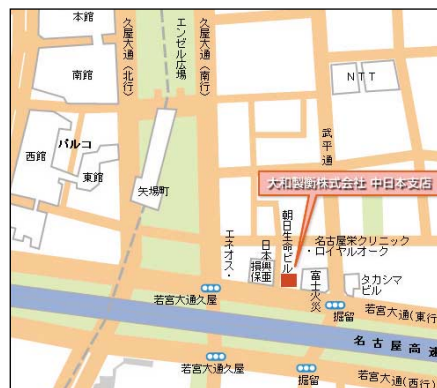 本館
南館
久屋大通(北行)
エンゼル広場
久屋大通(南行)
NTT
武平通
パルコ
西館
東館
矢場町
大和製衡株式会社 中日本支店
エネオス・
日本興亜
損保
朝日生命ビル
名古屋栄クリニック
・ロイヤルオーク
富士火災
タカシマ
ビル
若宮大通久屋
掘留
若宮大通(東行)
名古屋高速
若宮大通久屋
掘留
若宮大通(西行)